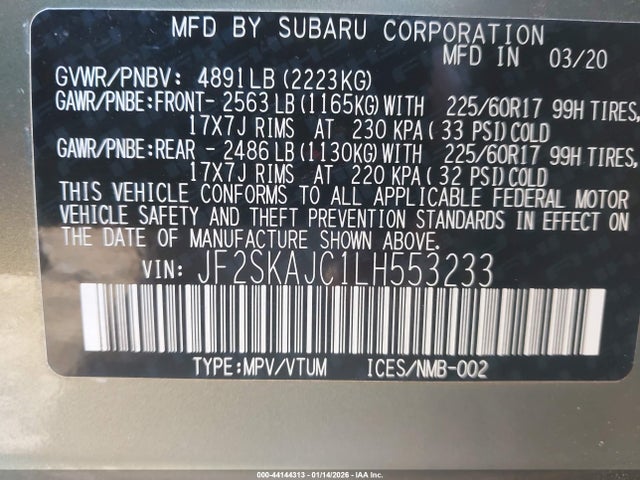 MFD BY SUBARU CORPORATION
MFD IN 03/20
GVWR/PNBV: 4891LB (2223KG)
GAWR/PNBE:FRONT- 2563 LB (1165KG) WITH 225/60R17 99H TIRES,
17X7J RIMS AT 230 KPA ( 33 PSI) COLD
GAWR/PNBE:REAR - 2486 LB (1130KG) WITH 225/60R17 99H TIRES,
17X7J RIMS AT 220 KPA ( 32 PSI) COLD
THIS VEHICLE CONFORMS TO ALL APPLICABLE FEDERAL MOTOR
VEHICLE SAFETY AND THEFT PREVENTION STANDARDS IN EFFECT ON
THE DATE OF MANUFACTURE SHOWN ABOVE.
VIN: JF2SKAJC1LH553233
TYPE:MPV/VTUM ICES/NMB-002
000-44144313 - 01/14/2026 - IAA Inc.